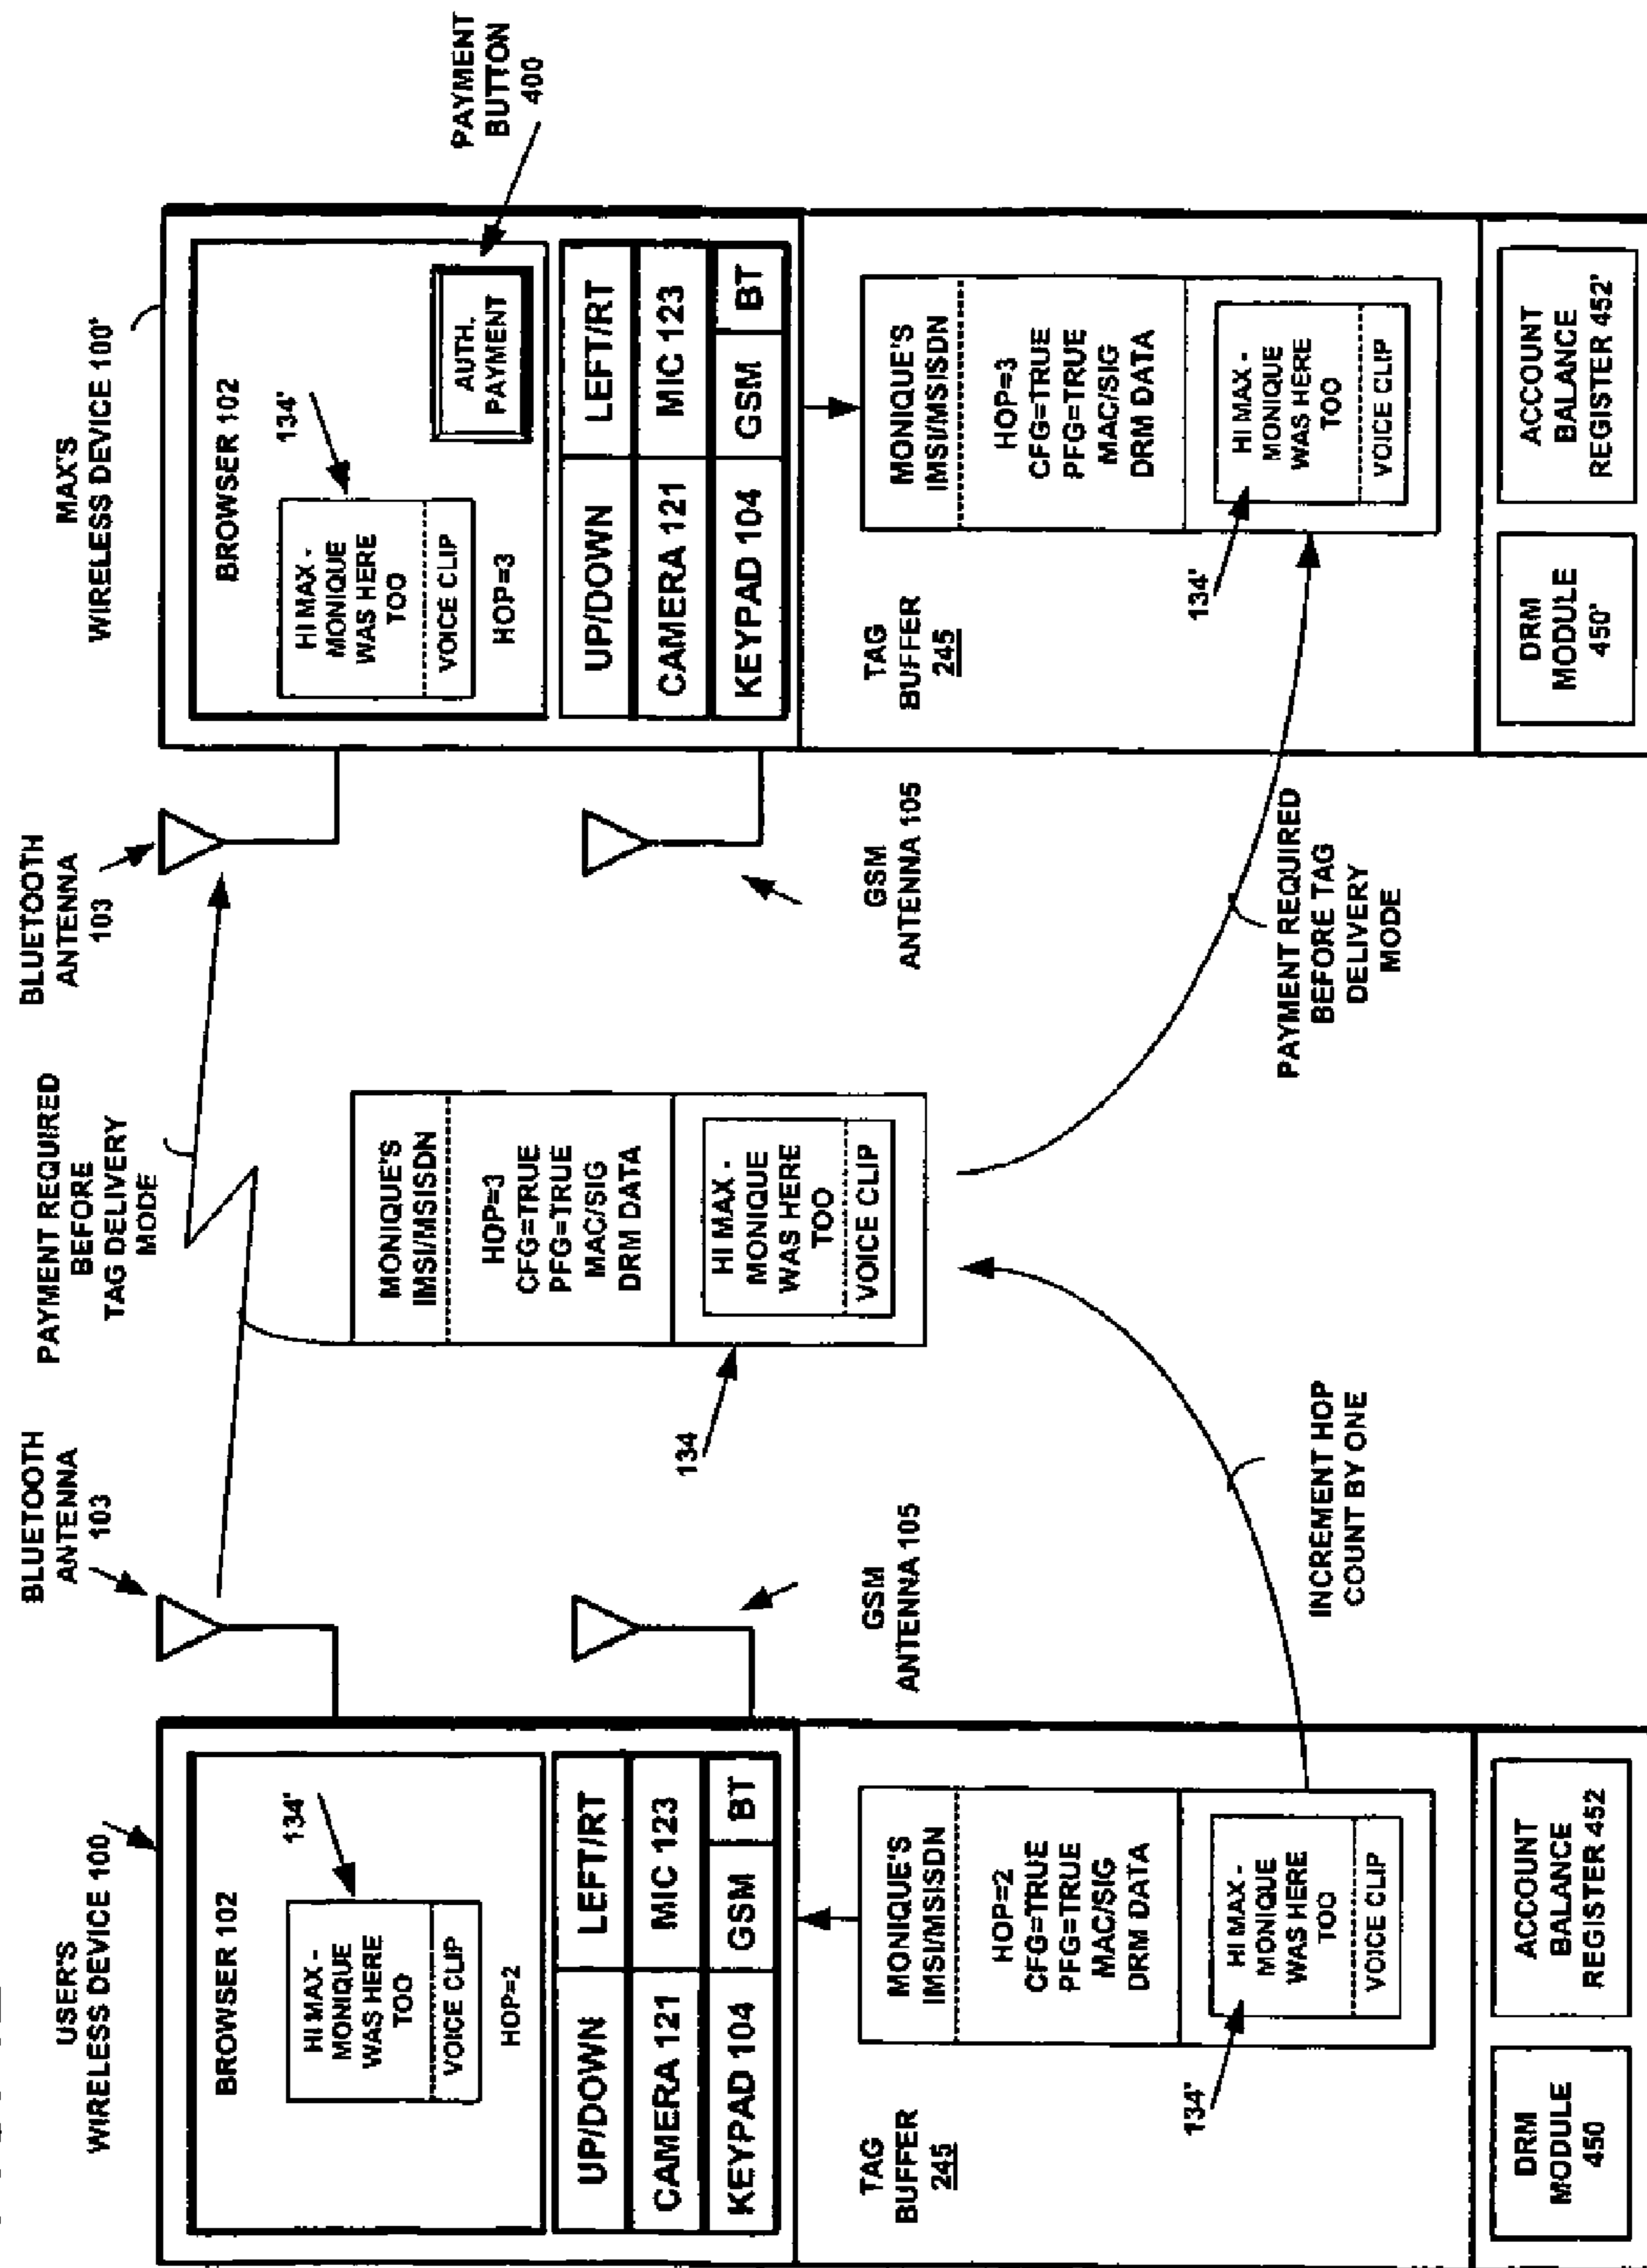 USER'S
WIRELESS DEVICE 100
BROWSER 102
134'
HI MAX -
MONIQUE
WAS HERE
TOO
VOICE CLIP
HOP=2
UP/DOWN
LEFT/RT
CAMERA 121
MIC 123
KEYPAD 104
GSM
BT
TAG
BUFFER
245
MONIQUE'S
IMSI/MSISDN
HOP=2
CFG=TRUE
PFG=TRUE
MAC/SIG
DRM DATA
134'
HI MAX -
MONIQUE
WAS HERE
TOO
VOICE CLIP
DRM
MODULE
450
ACCOUNT
BALANCE
REGISTER 452
BLUETOOTH
ANTENNA
103
GSM
ANTENNA 105
PAYMENT REQUIRED
BEFORE
TAG DELIVERY
MODE
134
MONIQUE'S
IMSI/MSISDN
HOP=3
CFG=TRUE
PFG=TRUE
MAC/SIG
DRM DATA
HI MAX -
MONIQUE
WAS HERE
TOO
VOICE CLIP
INCREMENT HOP
COUNT BY ONE
BLUETOOTH
ANTENNA
103
GSM
ANTENNA 105
PAYMENT REQUIRED
BEFORE TAG
DELIVERY
MODE
MAX'S
WIRELESS DEVICE 100'
BROWSER 102
134'
HI MAX -
MONIQUE
WAS HERE
TOO
VOICE CLIP
HOP=3
AUTH.
PAYMENT
PAYMENT
BUTTON
400
UP/DOWN
LEFT/RT
CAMERA 121
MIC 123
KEYPAD 104
GSM
BT
TAG
BUFFER
245
MONIQUE'S
IMSI/MSISDN
HOP=3
CFG=TRUE
PFG=TRUE
MAC/SIG
DRM DATA
134'
HI MAX -
MONIQUE
WAS HERE
TOO
VOICE CLIP
DRM
MODULE
450'
ACCOUNT
BALANCE
REGISTER 452'